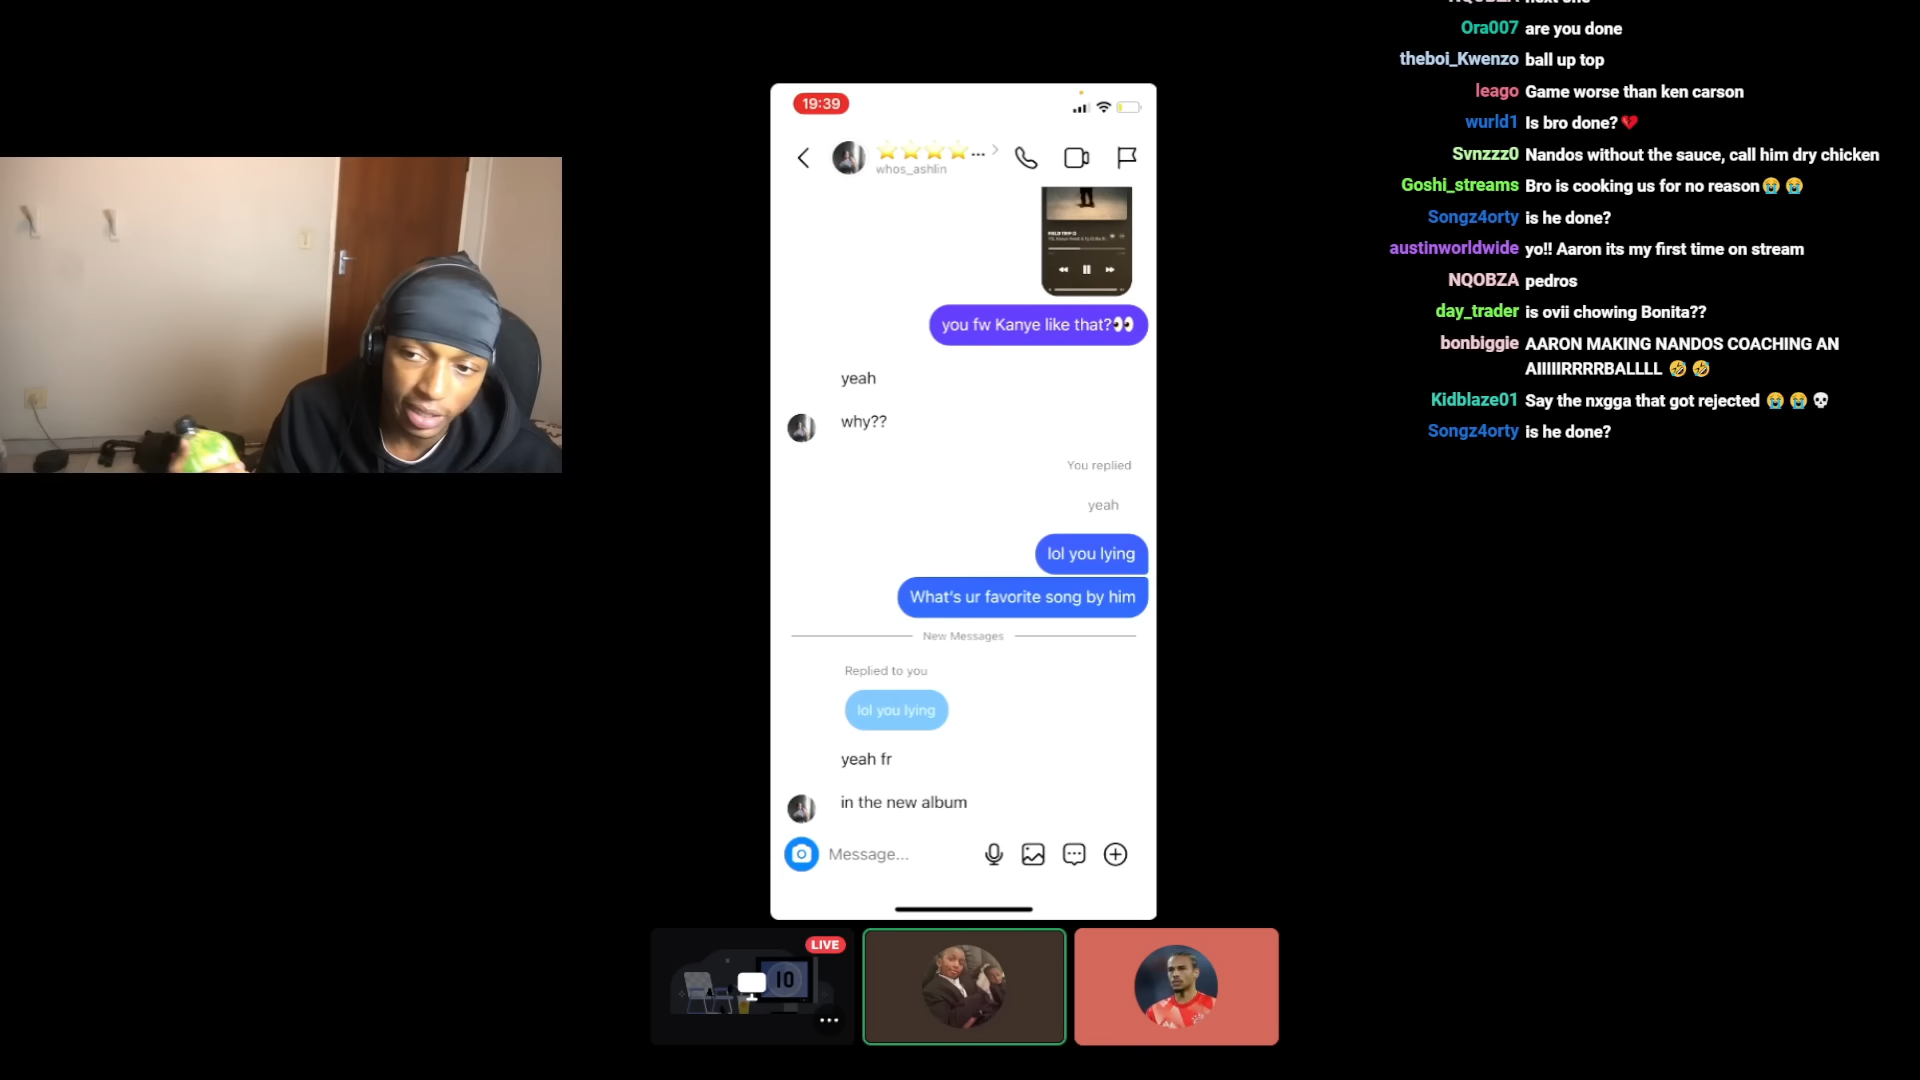 19:39
whos_ashlin
you fw Kanye like that?👀
yeah
why??
You replied
yeah
lol you lying
What's ur favorite song by him
New Messages
Replied to you
lol you lying
yeah fr
in the new album
Message...
LIVE
10
Ora007 are you done
theboi_Kwenzo ball up top
leago Game worse than ken carson
wurld1 Is bro done?💔
Svnzzz0 Nandos without the sauce, call him dry chicken
Goshi_streams Bro is cooking us for no reason😭 😭
Songz4orty is he done?
austinworldwide yo!! Aaron its my first time on stream
NQOBZA pedros
day_trader is ovii chowing Bonita??
bonbiggie AARON MAKING NANDOS COACHING AN
AIIIIIRRRRBALLLL 🤣 🤣
Kidblaze01 Say the nxgga that got rejected 😭 😭 💀
Songz4orty is he done?